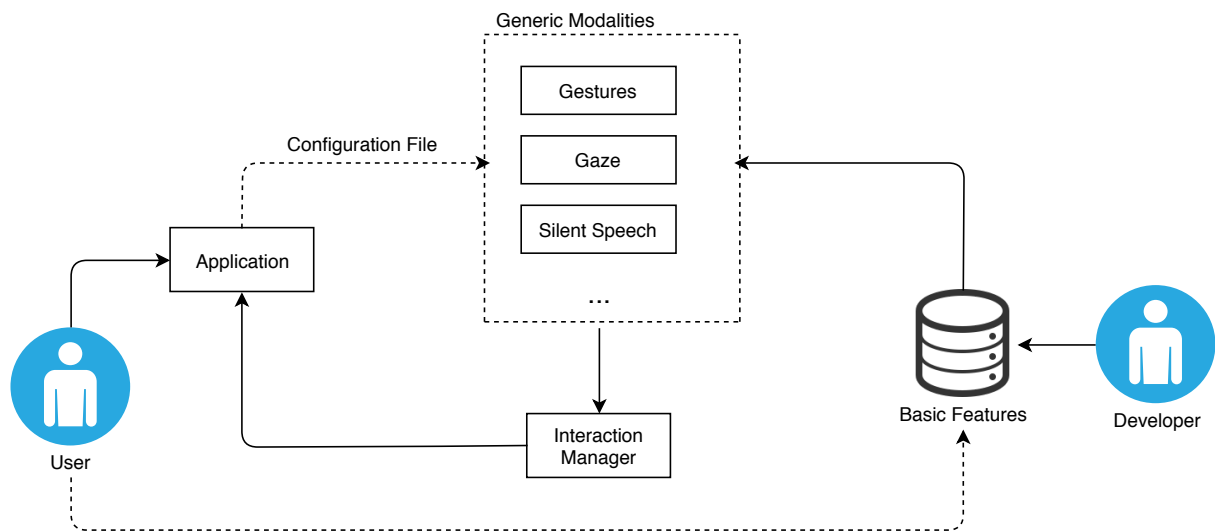 Generic Modalities
Gestures
Configuration File
Gaze
Silent Speech
Application
...
Basic Features
Developer
Interaction
Manager
User